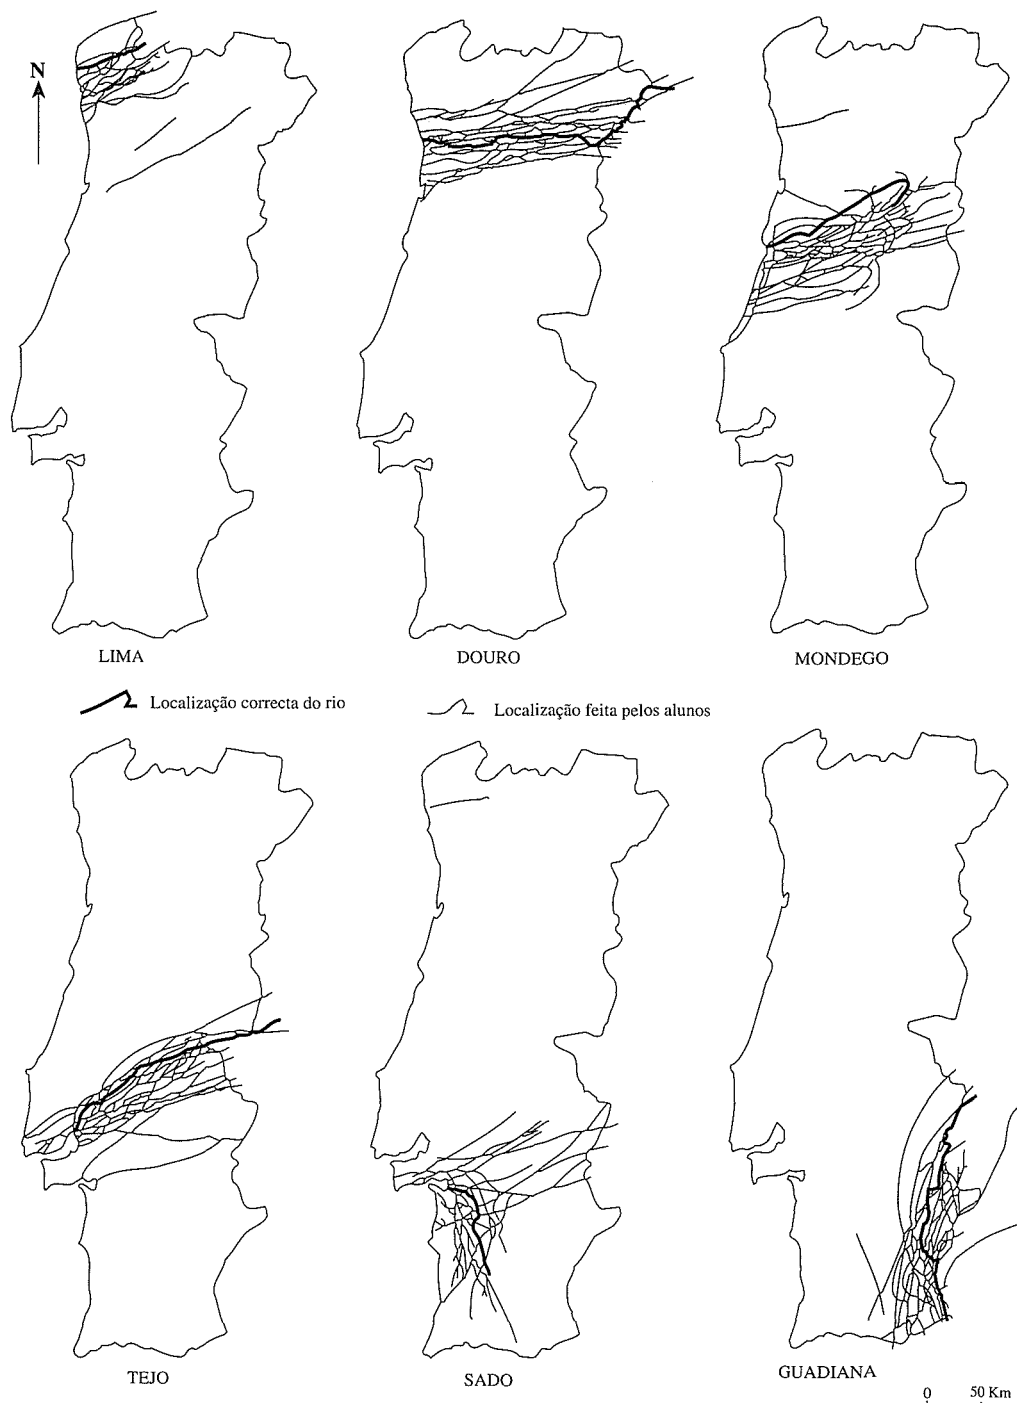 N
LIMA
DOURO
MONDEGO
Localização correcta do rio
Localização feita pelos alunos
TEJO
SADO
GUADIANA
0 50 Km